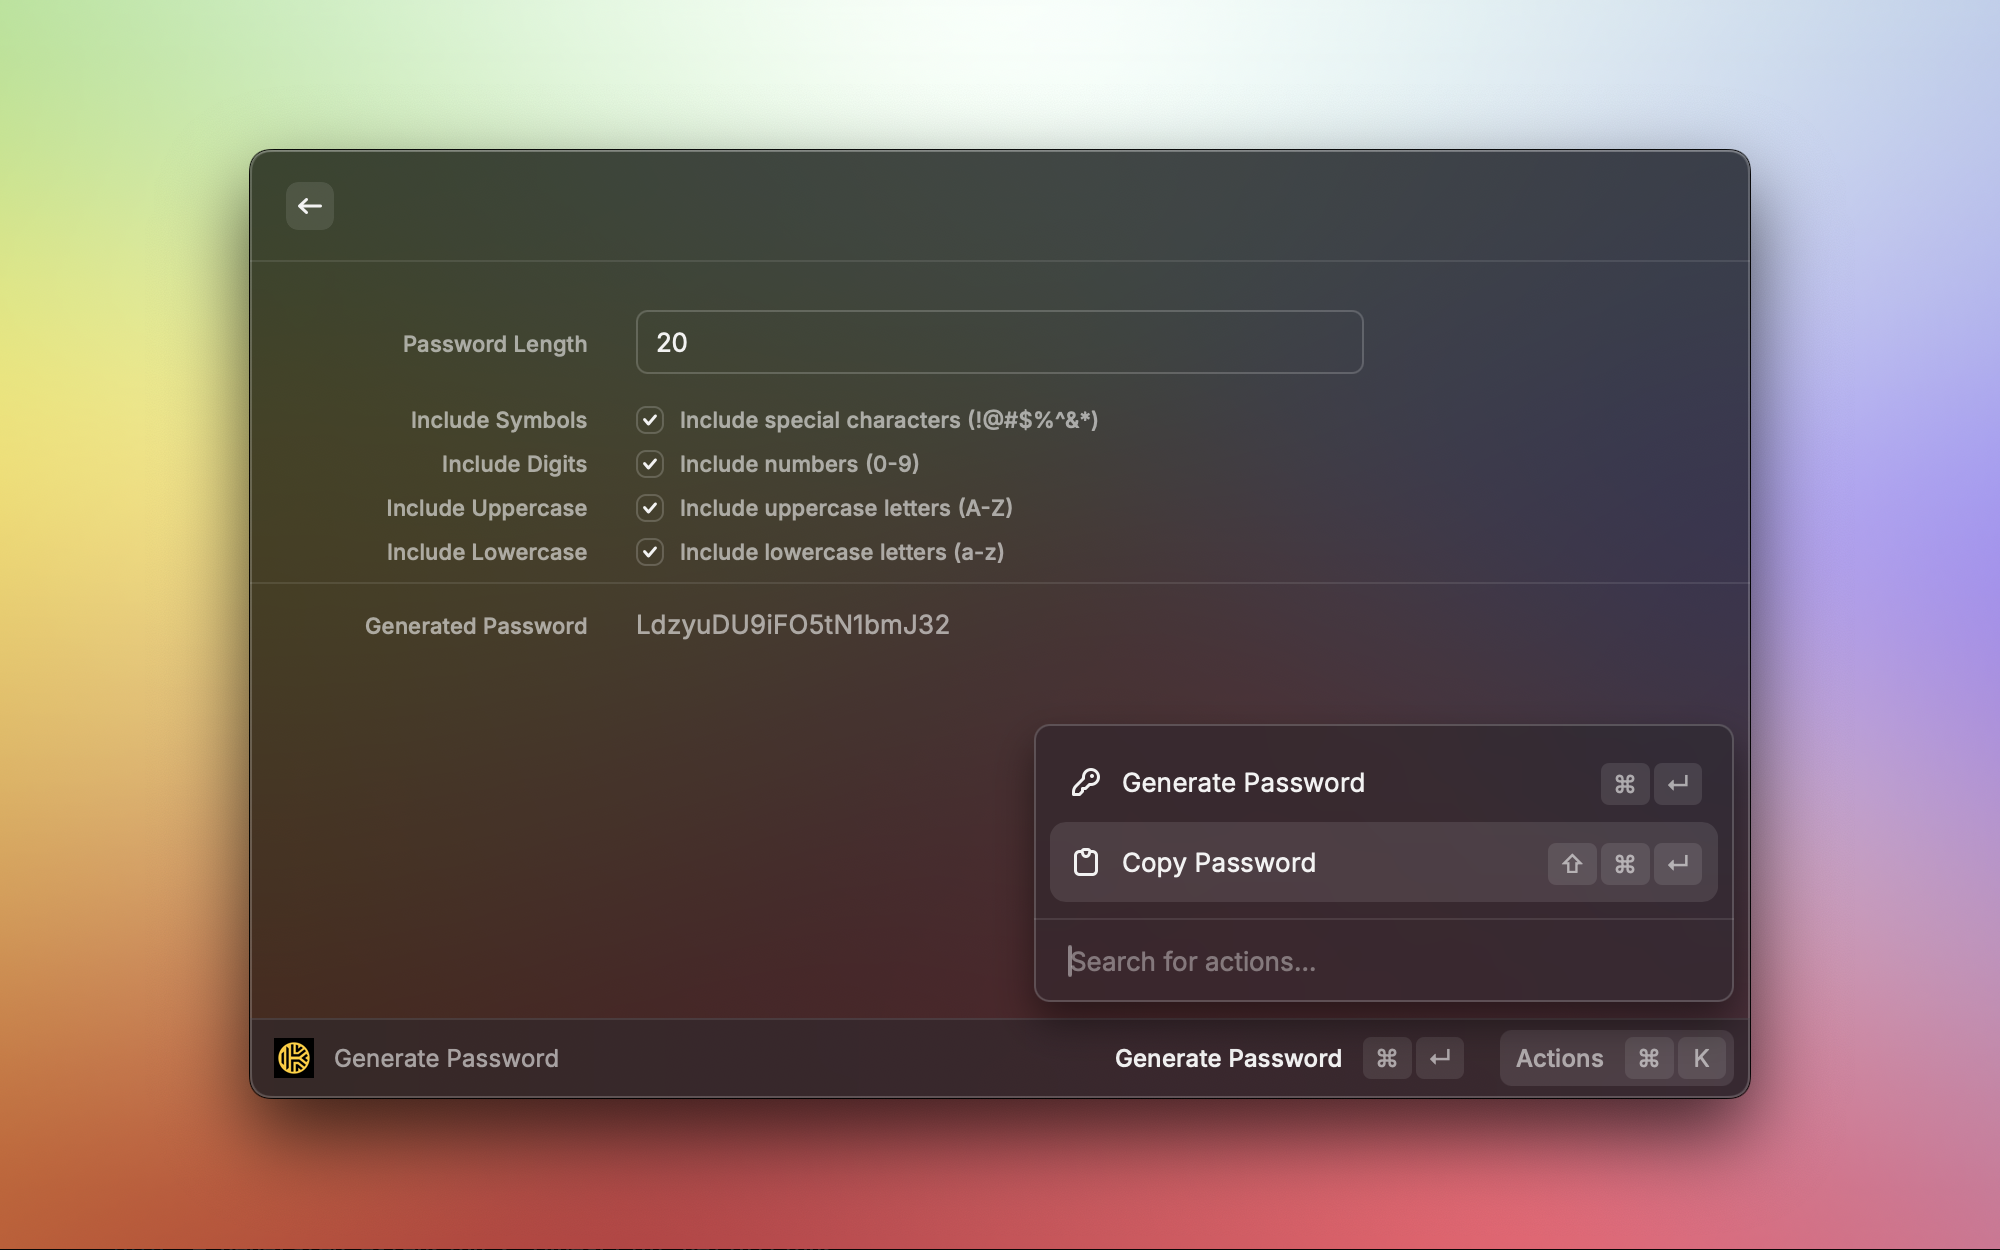 Password Length 20
Include Symbols Include special characters (!@#$%^&*)
Include Digits Include numbers (0-9)
Include Uppercase Include uppercase letters (A-Z)
Include Lowercase Include lowercase letters (a-z)
Generated Password LdzyuDU9iFO5tN1bmJ32
Generate Password ⌘ ↵
Copy Password ⇧ ⌘ ↵
Search for actions...
Generate Password Generate Password ⌘ ↵ Actions ⌘ K